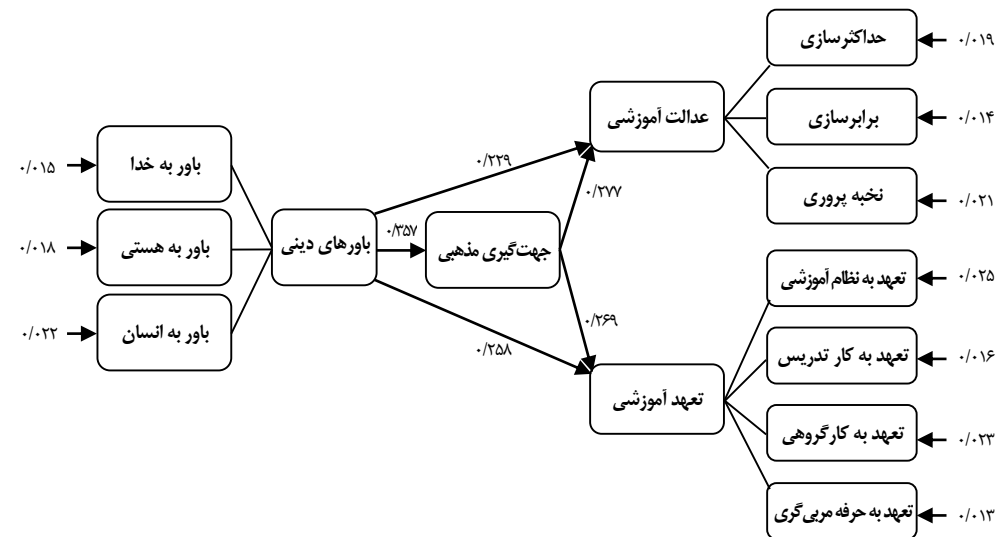 حداکثرسازی
۰/۰۱۹
عدالت آموزشی
برابرسازی
۰/۰۱۴
باور به خدا
۰/۰۱۵
۰/۲۲۹
۰/۲۷۷
نخبه پروری
۰/۰۲۱
باور به هستی
۰/۰۱۸
باورهای دینی
۰/۳۵۷
جهت‌گیری مذهبی
تعهد به نظام آموزشی
۰/۰۲۵
باور به انسان
۰/۰۲۲
۰/۲۶۹
۰/۲۵۸
تعهد به کار تدریس
۰/۰۱۶
تعهد آموزشی
تعهد به کارگروهی
۰/۰۲۳
تعهد به حرفه مربی‌گری
۰/۰۱۳